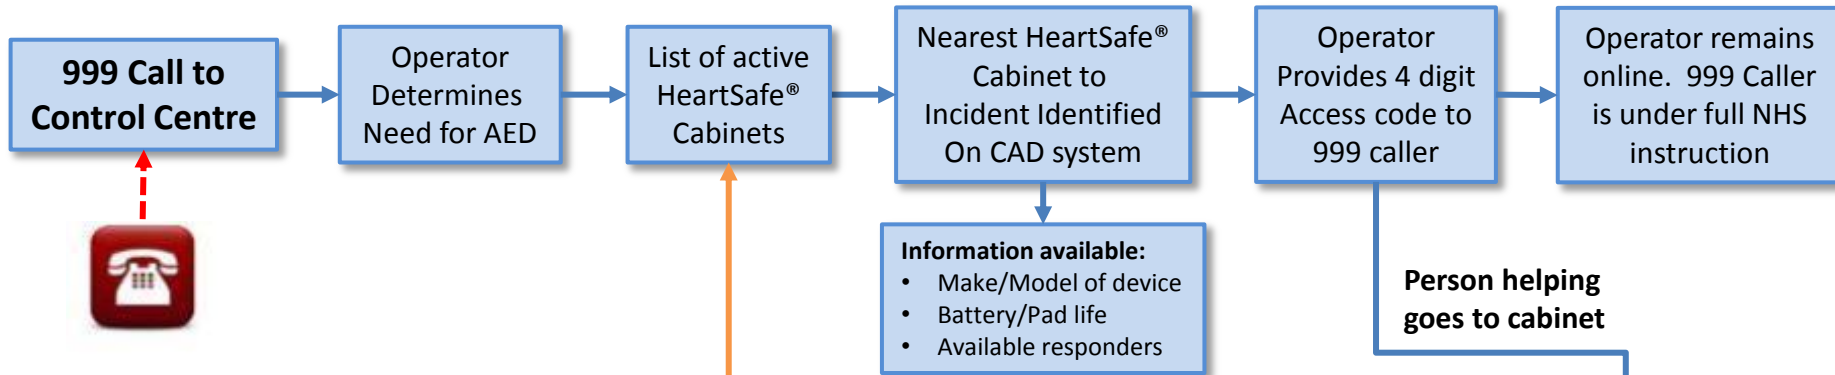 999 Call to
Control Centre
Operator
Determines
Need for AED
List of active
HeartSafe®
Cabinets
Nearest HeartSafe®
Cabinet to
Incident Identified
On CAD system
Operator
Provides 4 digit
Access code to
999 caller
Operator remains
online.  999 Caller
is under full NHS
instruction
Information available:
• Make/Model of device
• Battery/Pad life
• Available responders
Person helping
goes to cabinet